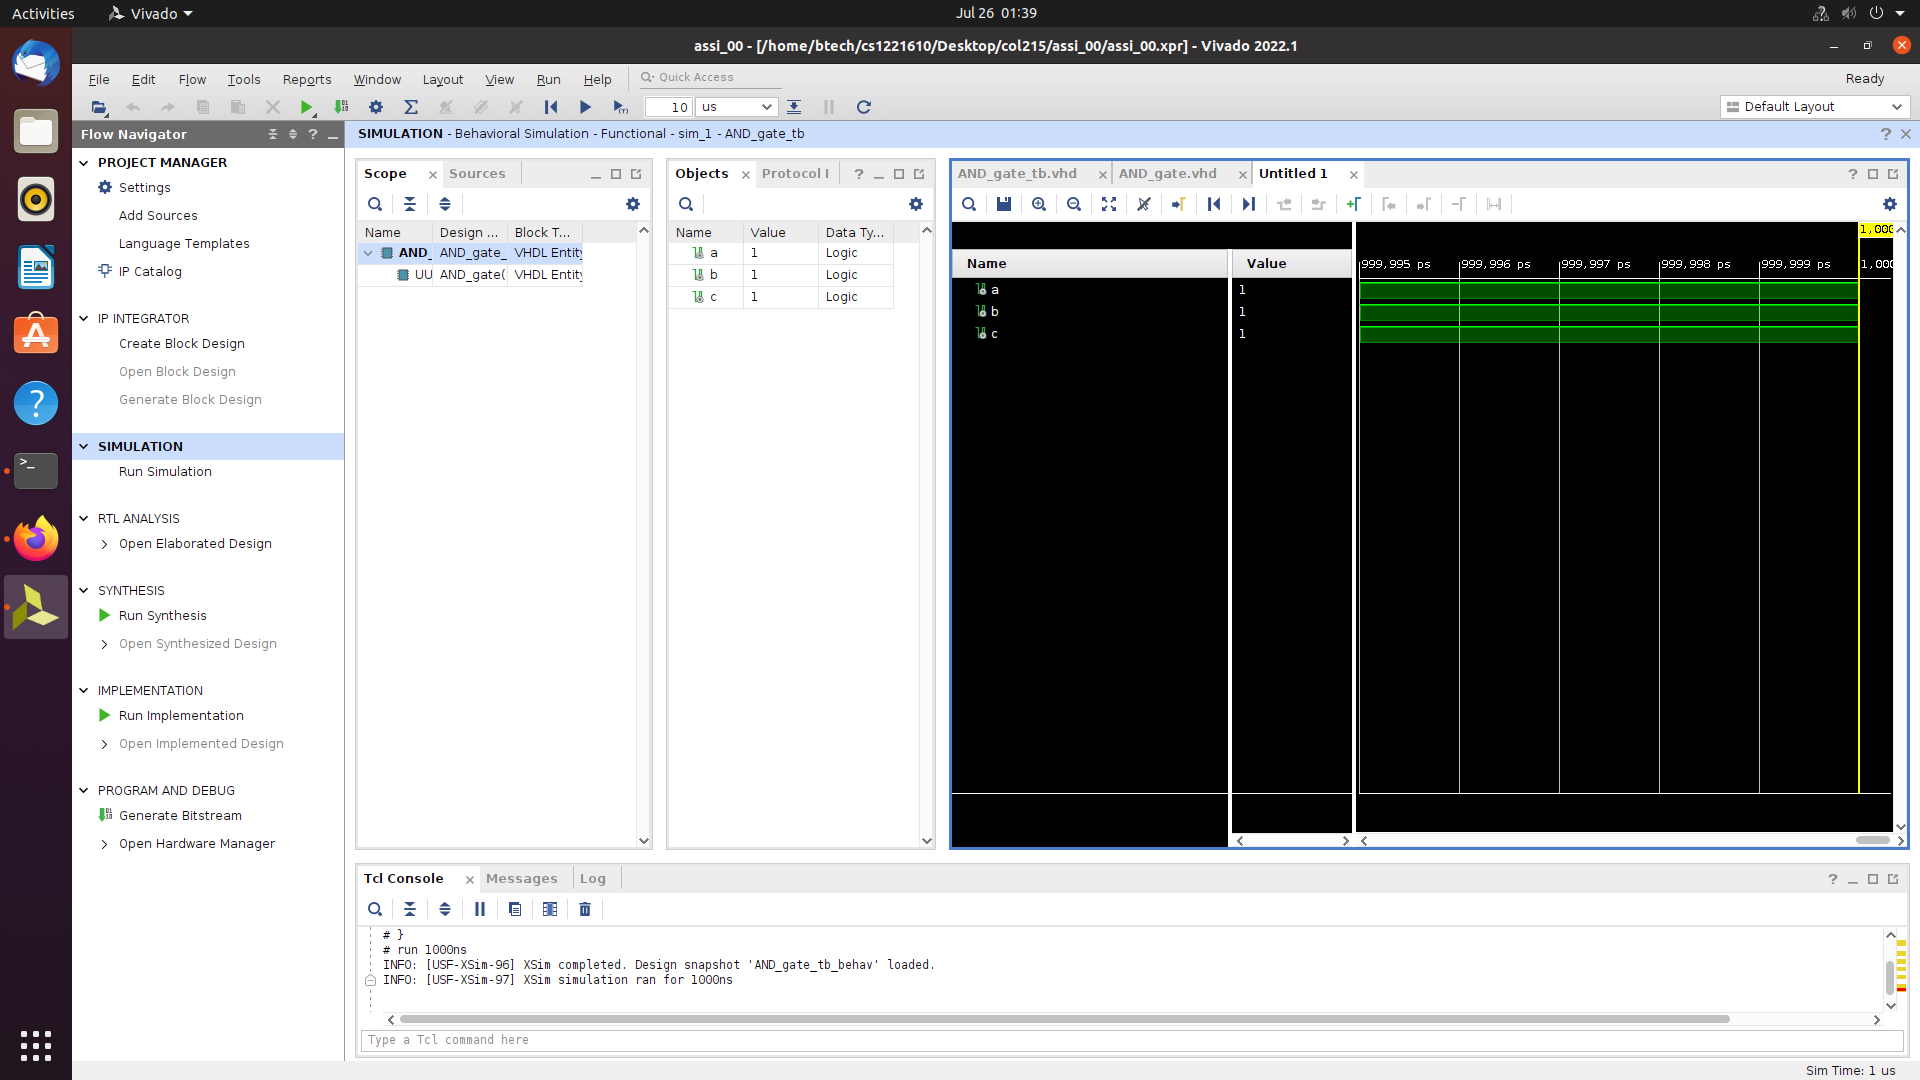 Activities
Vivado
Jul 26 01:39
assi_00 - [/home/btech/cs1221610/Desktop/col215/assi_00/assi_00.xpr] - Vivado 2022.1
File Edit Flow Tools Reports Window Layout View Run Help
Quick Access
Ready
10 us
Default Layout
Flow Navigator
PROJECT MANAGER
Settings
Add Sources
Language Templates
IP Catalog
IP INTEGRATOR
Create Block Design
Open Block Design
Generate Block Design
SIMULATION
Run Simulation
RTL ANALYSIS
Open Elaborated Design
SYNTHESIS
Run Synthesis
Open Synthesized Design
IMPLEMENTATION
Run Implementation
Open Implemented Design
PROGRAM AND DEBUG
Generate Bitstream
Open Hardware Manager
SIMULATION - Behavioral Simulation - Functional - sim_1 - AND_gate_tb
Scope Sources
Name Design ... Block T...
AND_ AND_gate_ VHDL Entity
UU AND_gate( VHDL Entity
Objects Protocol I
Name Value Data Ty...
a 1 Logic
b 1 Logic
c 1 Logic
AND_gate_tb.vhd AND_gate.vhd Untitled 1
1,000
Name Value
999,995 ps 999,996 ps 999,997 ps 999,998 ps 999,999 ps 1,000
a 1
b 1
c 1
Tcl Console Messages Log
# }
# run 1000ns
INFO: [USF-XSim-96] XSim completed. Design snapshot 'AND_gate_tb_behav' loaded.
INFO: [USF-XSim-97] XSim simulation ran for 1000ns
Type a Tcl command here
Sim Time: 1 us